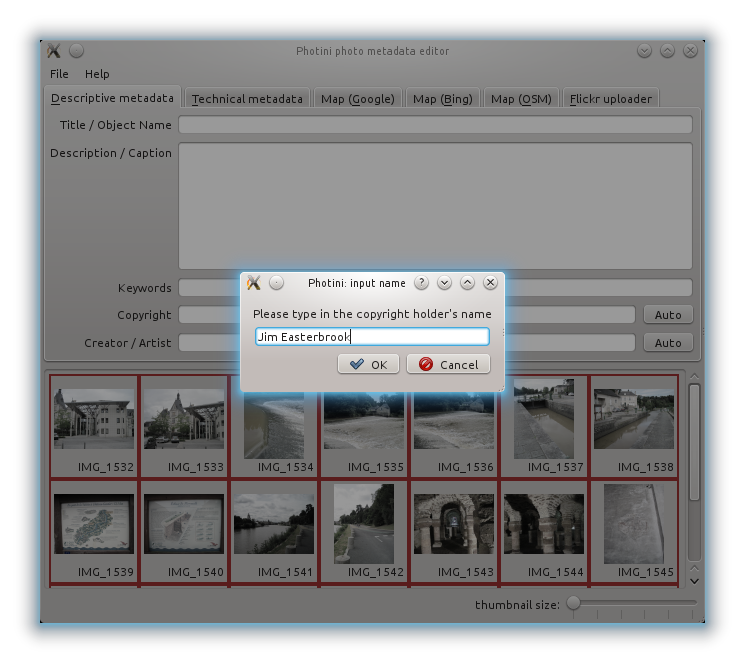 Photini photo metadata editor
File Help
Descriptive metadata Technical metadata Map (Google) Map (Bing) Map (OSM) Flickr uploader
Title / Object Name
Description / Caption
Keywords
Copyright Auto
Creator / Artist Auto
Photini: input name ?
Please type in the copyright holder's name
Jim Easterbrook
OK Cancel
IMG_1532 IMG_1533 IMG_1534 IMG_1535 IMG_1536 IMG_1537 IMG_1538
IMG_1539 IMG_1540 IMG_1541 IMG_1542 IMG_1543 IMG_1544 IMG_1545
thumbnail size: